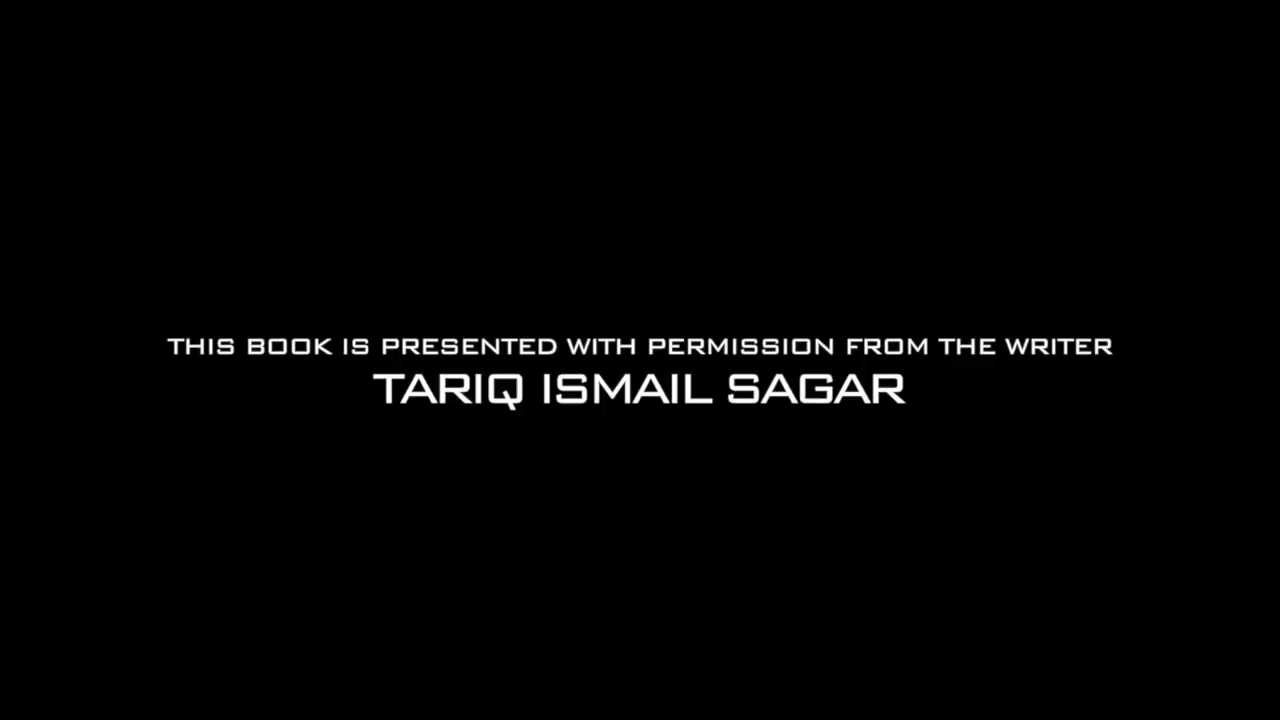 THIS BOOK IS PRESENTED WITH PERMISSION FROM THE WRITER
TARIQ ISMAIL SAGAR